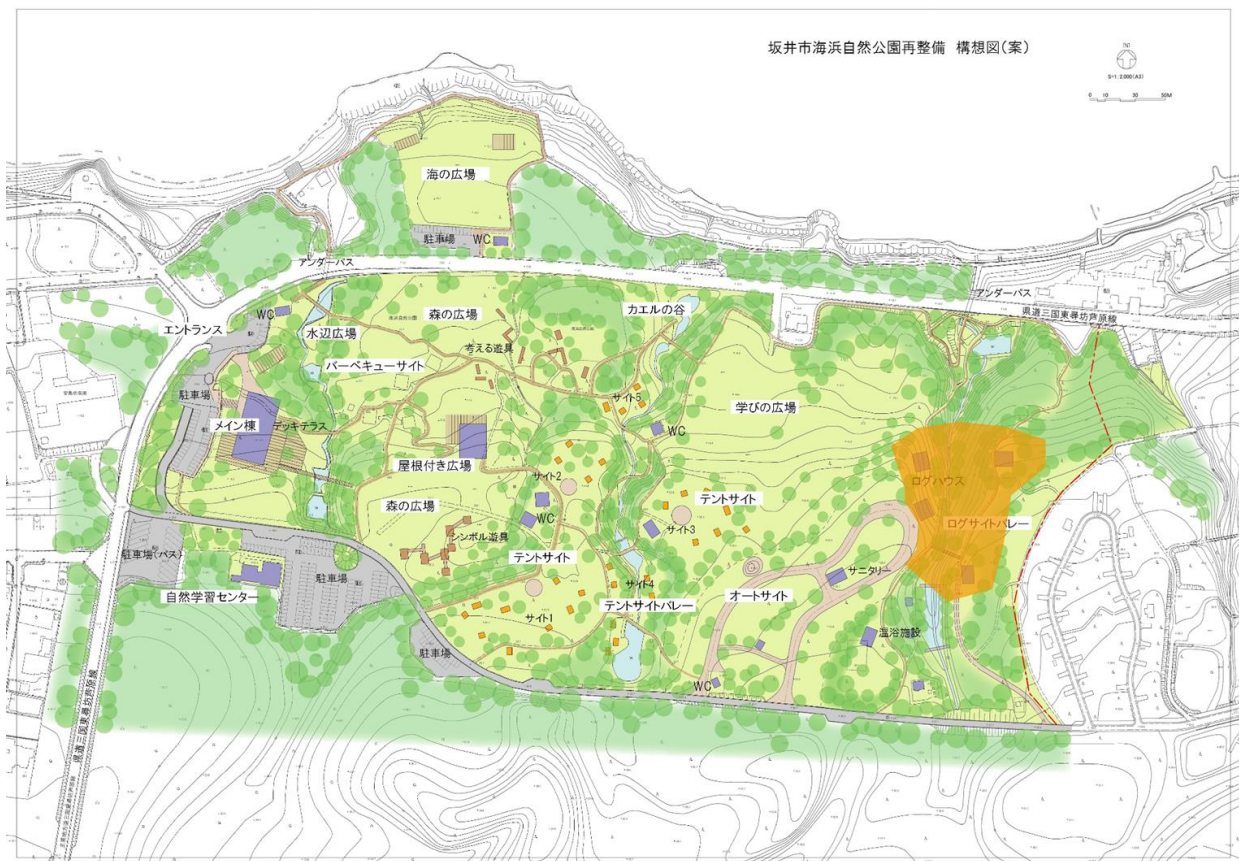 坂井市海浜自然公園再整備 構想図(案)
S=1:2,000(A3)
0 10 30 50M
海の広場
駐車場
WC
アンダーパス
アンダーパス
県道三国東尋坊芦原線
エントランス
WC
水辺広場
森の広場
カエルの谷
考える遊具
バーベキューサイト
サイト5
学びの広場
駐車場
メイン棟
デッキテラス
WC
屋根付き広場
サイト2
ログハウス
森の広場
WC
テントサイト
サイト3
ログサイトバレー
シンボル遊具
テントサイト
駐車場(バス)
駐車場
サニタリー
自然学習センター
サイト4
オートサイト
テントサイトバレー
サイト1
温浴施設
駐車場
WC
県道三国東尋坊芦原線